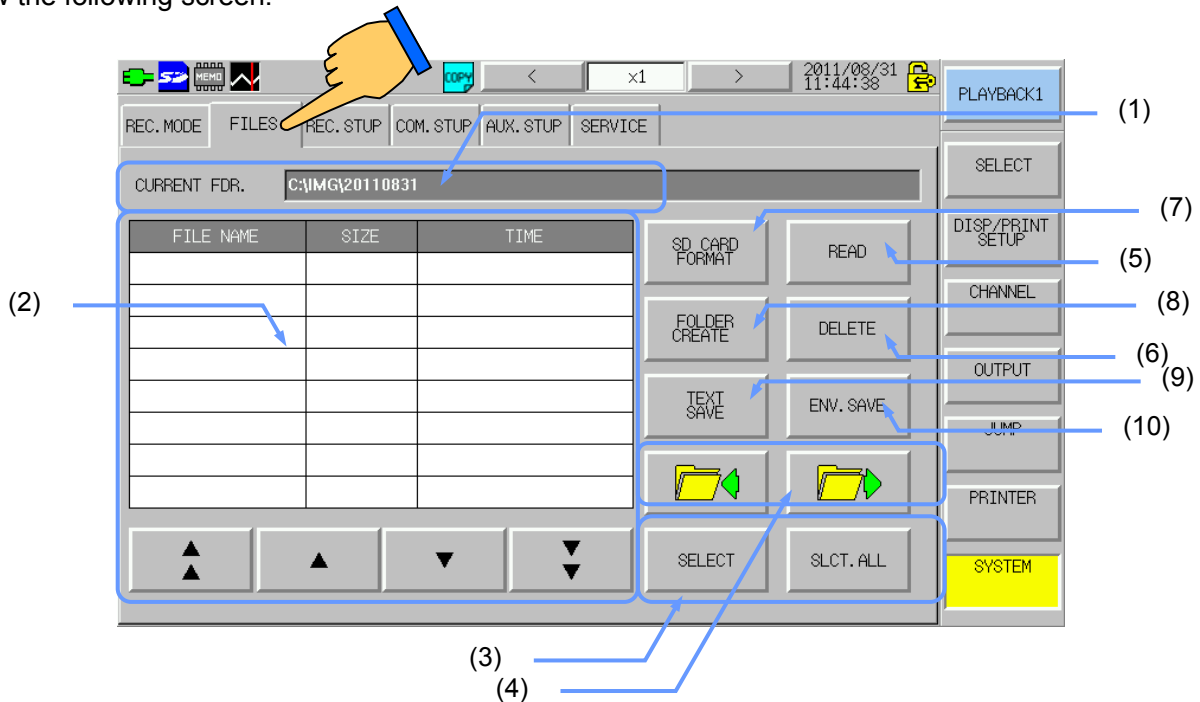 the following screen.
SD
MEMO
COPY
<
x1
>
2011/08/31
11:44:38
PLAYBACK1
(1)
REC.MODE
FILES
REC.STUP
COM.STUP
AUX.STUP
SERVICE
SELECT
CURRENT FDR.
C:\IMG\20110831
(7)
FILE NAME
SIZE
TIME
SD CARD
FORMAT
READ
DISP/PRINT
SETUP
(5)
(2)
CHANNEL
(8)
FOLDER
CREATE
DELETE
(6)
OUTPUT
(9)
TEXT
SAVE
ENV.SAVE
JUMP
(10)
PRINTER
SELECT
SLCT.ALL
SYSTEM
(3)
(4)